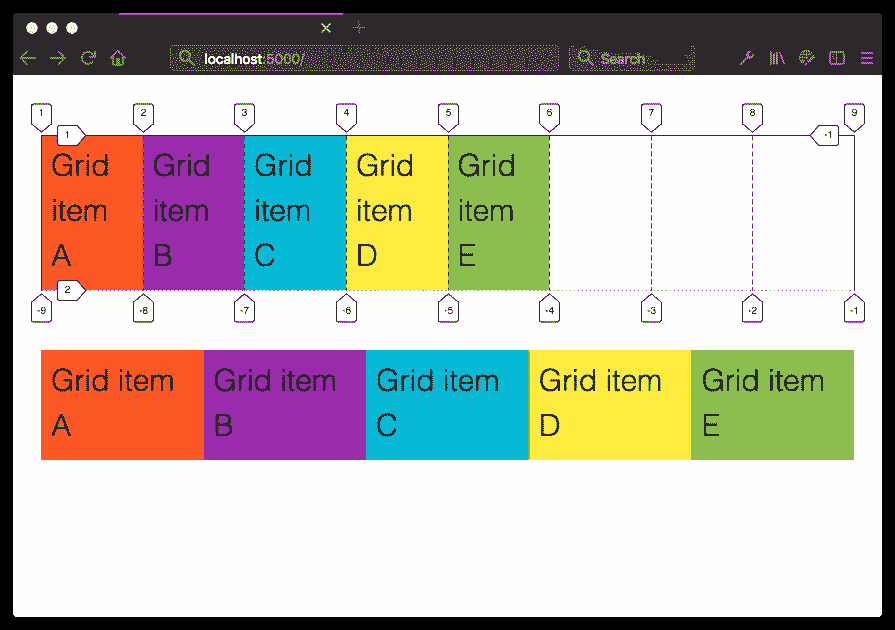 localhost:5000/
Search
1 2 3 4 5 6 7 8 9
1 -1
Grid Grid Grid Grid Grid
item item item item item
A B C D E
2
-9 -8 -7 -6 -5 -4 -3 -2 -1
Grid item Grid item Grid item Grid item Grid item
A B C D E